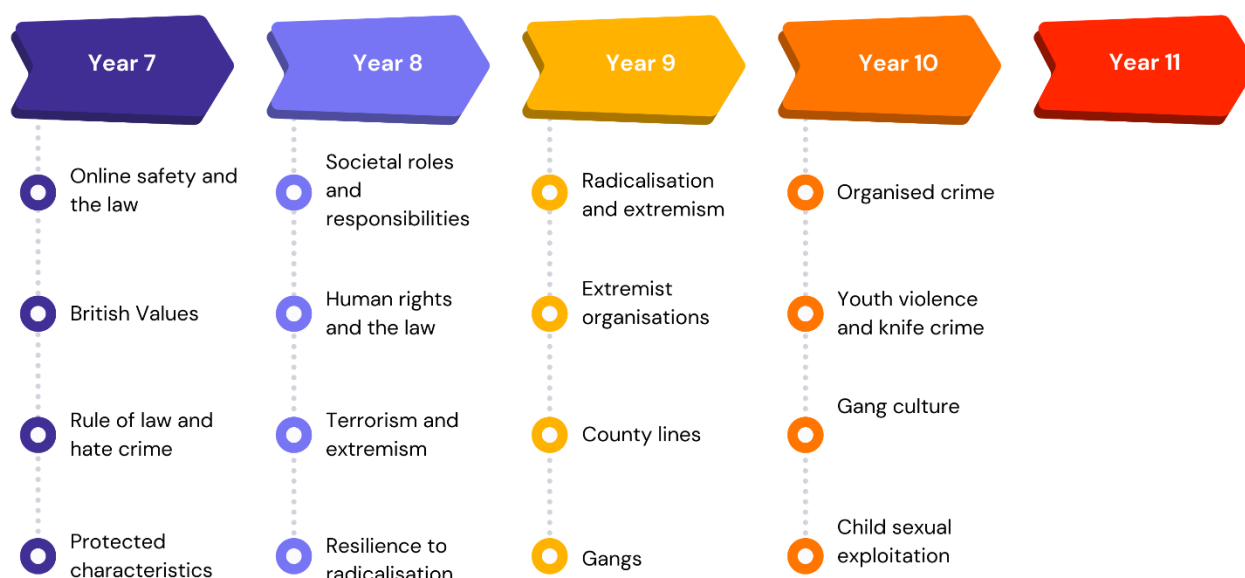 Year 7
Year 8
Year 9
Year 10
Year 11
Online safety and
the law
British Values
Rule of law and
hate crime
Protected
characteristics
Societal roles
and
responsibilities
Human rights
and the law
Terrorism and
extremism
Resilience to
radicalisation
Radicalisation
and extremism
Extremist
organisations
County lines
Gangs
Organised crime
Youth violence
and knife crime
Gang culture
Child sexual
exploitation